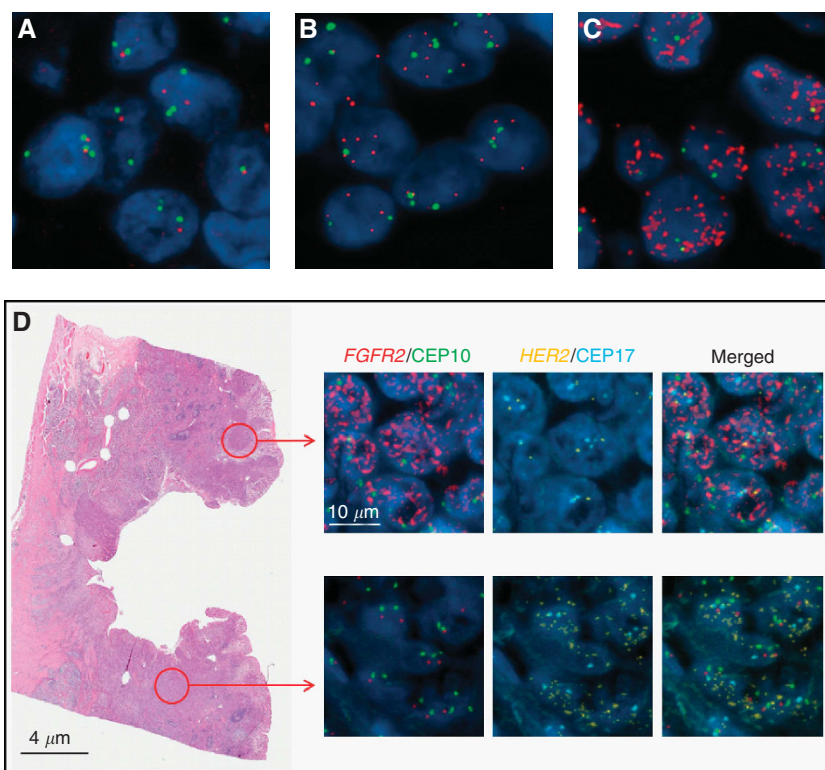 A
B
C
D
FGFR2/CEP10
HER2/CEP17
Merged
10 μm
4 μm